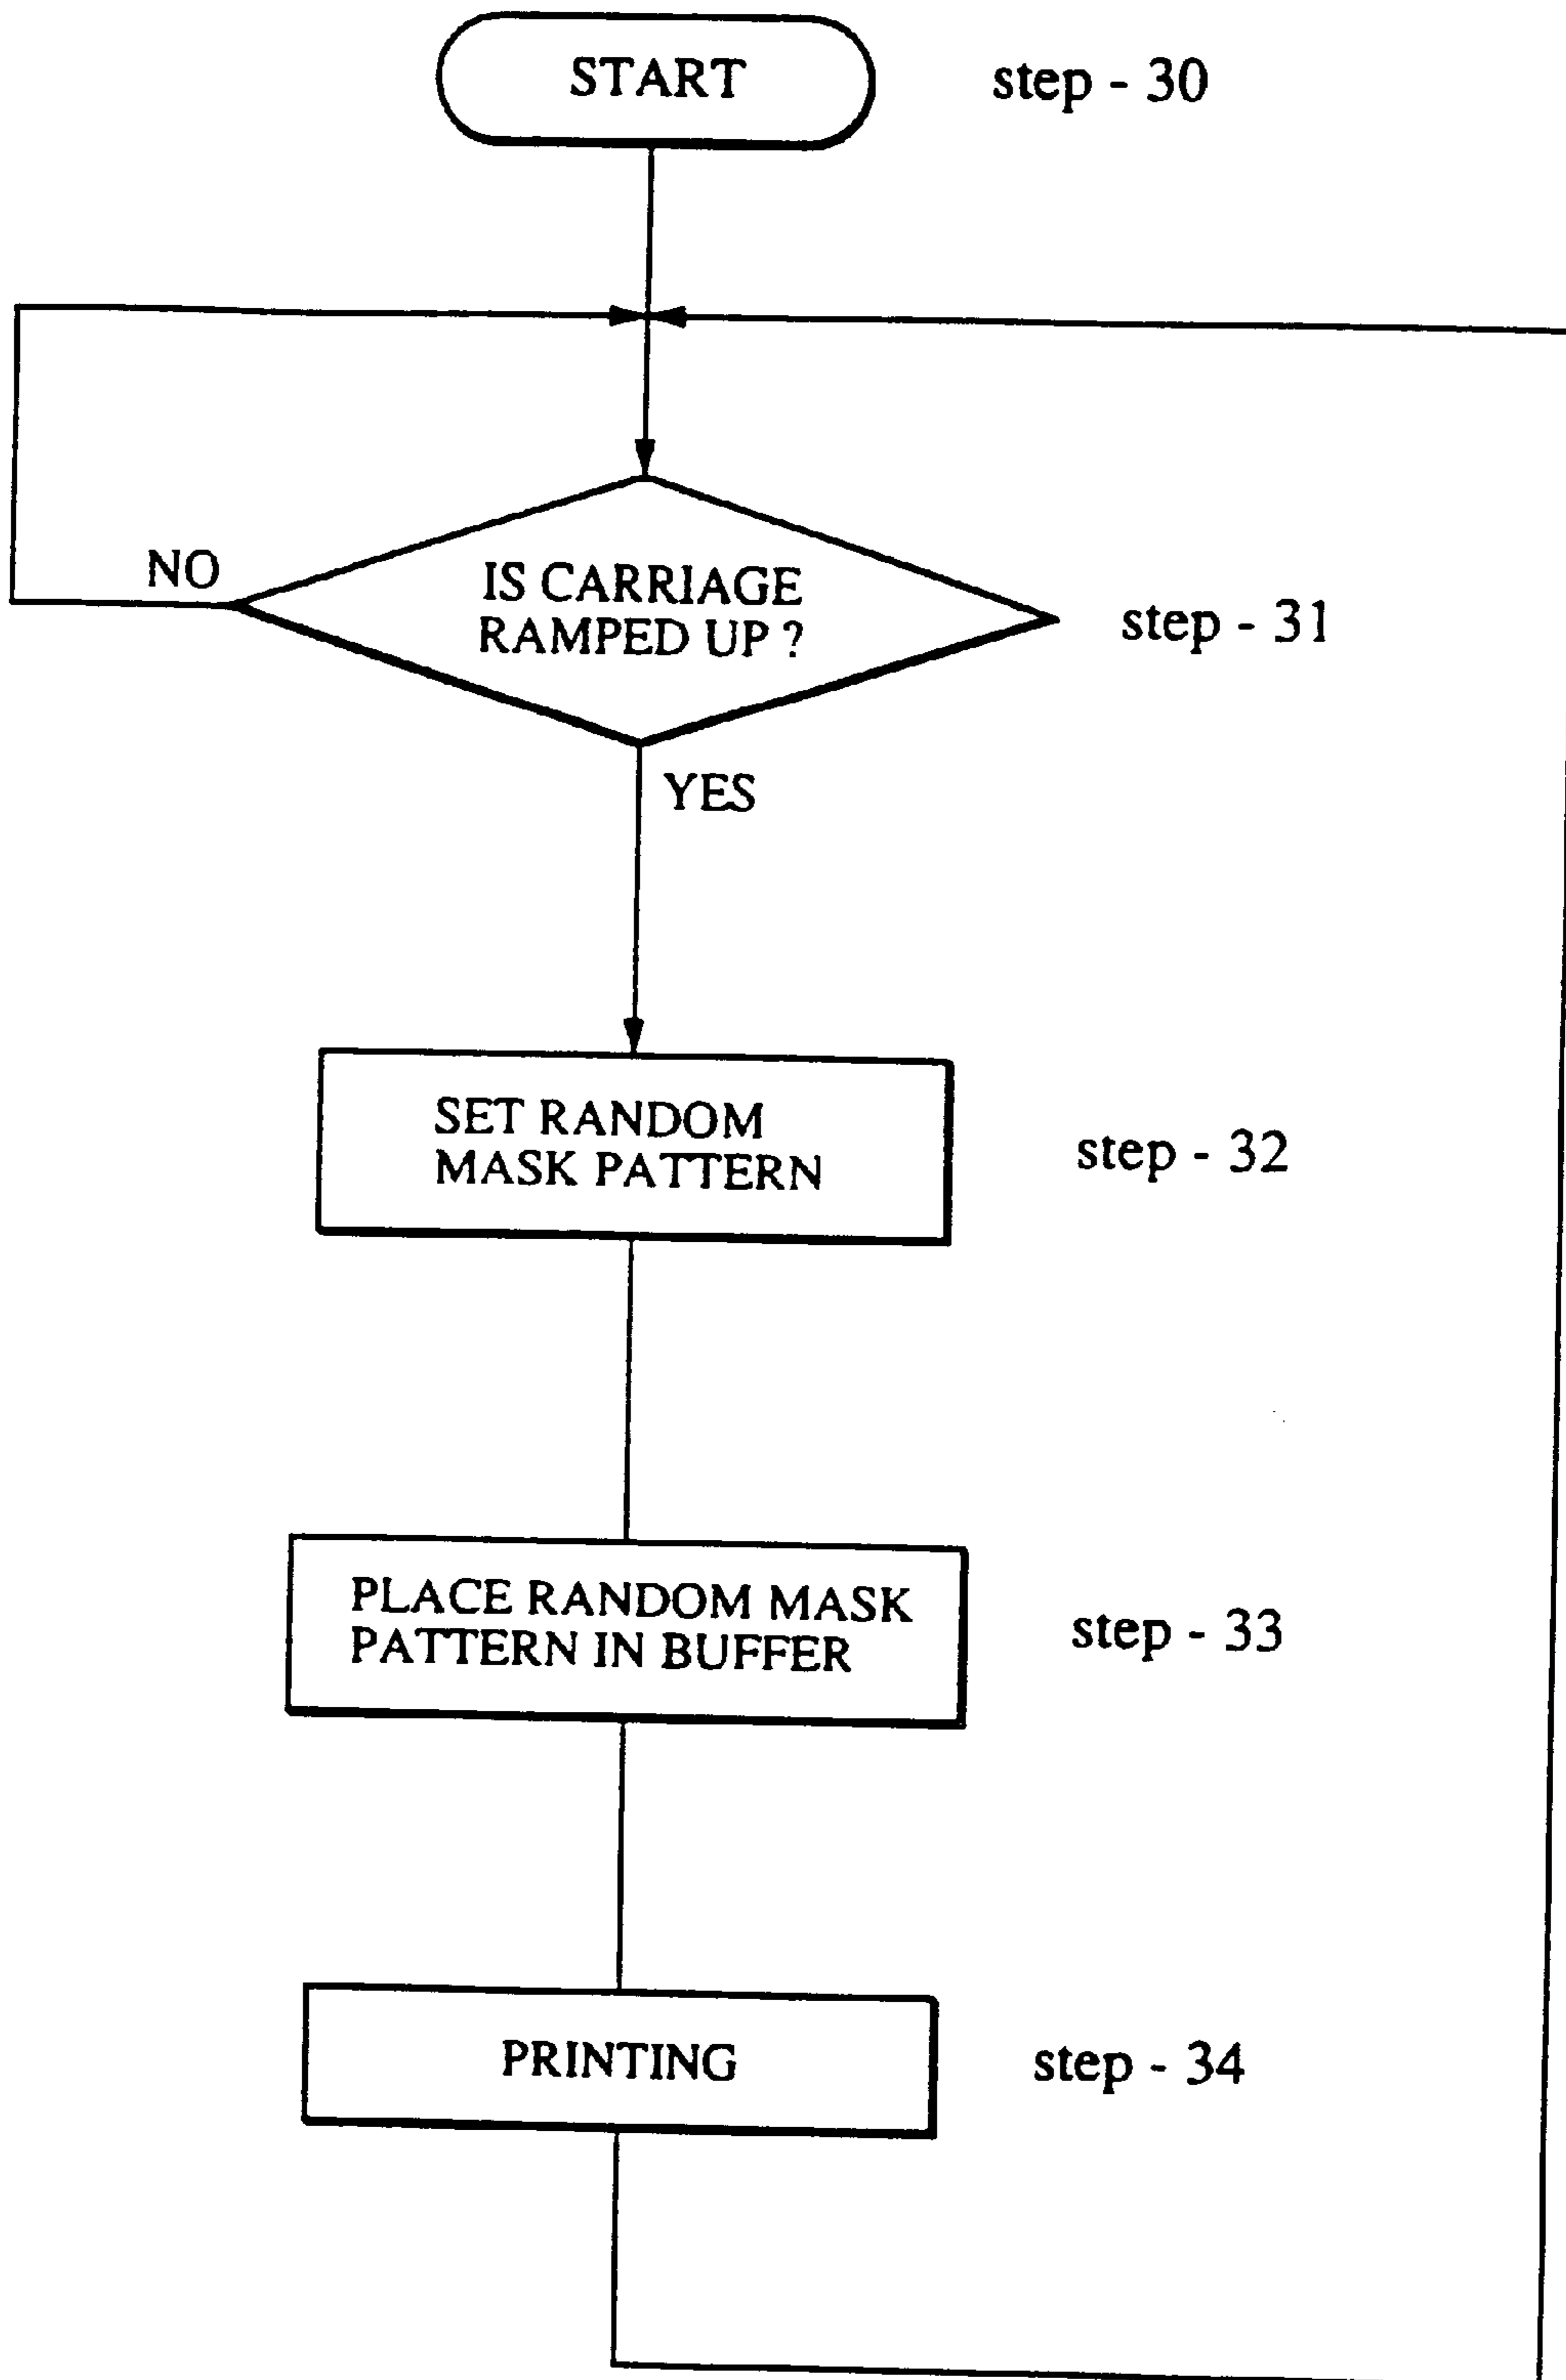 START
step - 30
NO
IS CARRIAGE
RAMPED UP ?
step - 31
YES
SET RANDOM
MASK PATTERN
step - 32
PLACE RANDOM MASK
PATTERN IN BUFFER
step - 33
PRINTING
step - 34